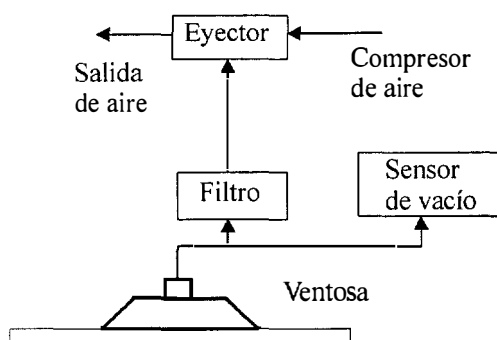 Eyector
Salida
de aire
Compresor
de aire
Filtro
Sensor
de vacío
Ventosa